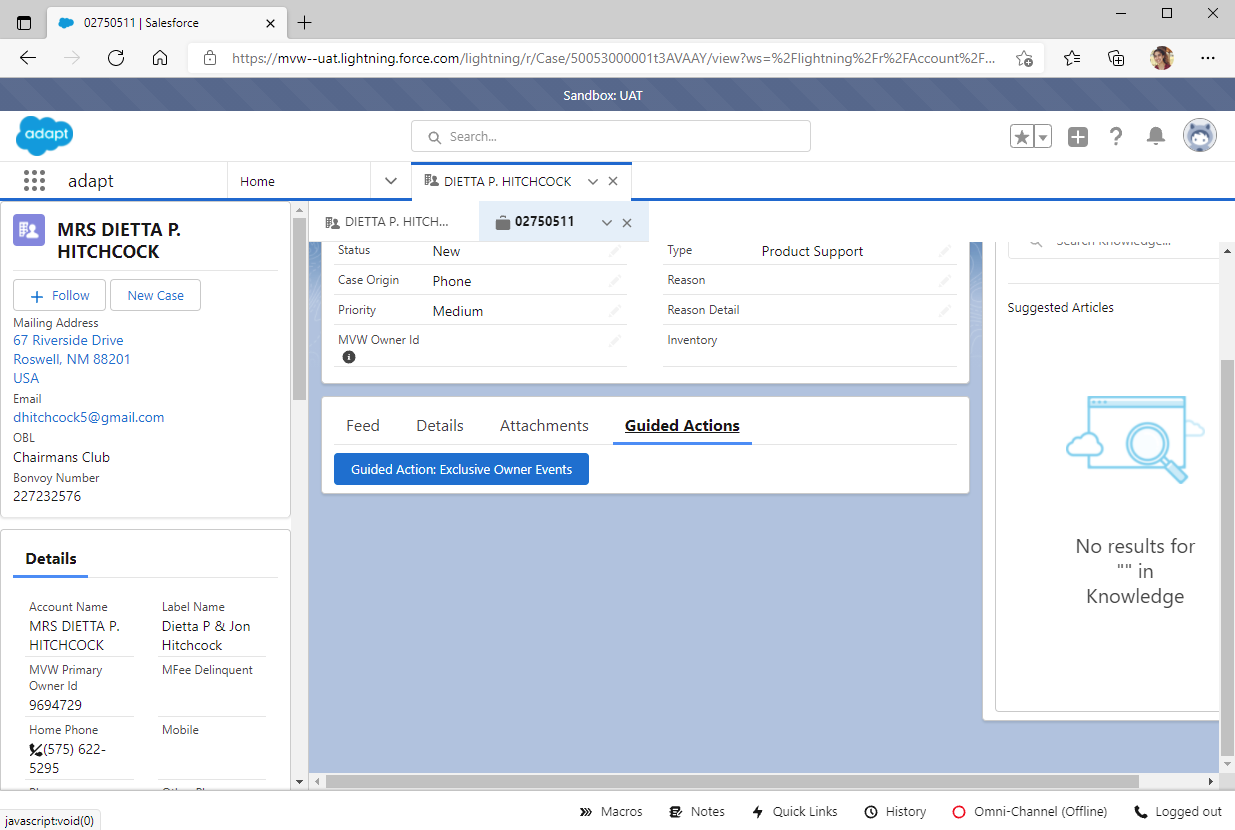 02750511 | Salesforce
https://mvw--uat.lightning.force.com/lightning/r/Case/50053000001t3AVAAY/view?ws=%2Flightning%2Fr%2FAccount%2F...
Sandbox: UAT
adapt
Search...
adapt
Home
DIETTA P. HITCHCOCK
MRS DIETTA P.
HITCHCOCK
Follow
New Case
Mailing Address
67 Riverside Drive
Roswell, NM 88201
USA
Email
dhitchcock5@gmail.com
OBL
Chairmans Club
Bonvoy Number
227232576
Details
Account Name
MRS DIETTA P.
HITCHCOCK
Label Name
Dietta P & Jon
Hitchcock
MVW Primary
Owner Id
9694729
MFee Delinquent
Home Phone
(575) 622-
5295
Mobile
DIETTA P. HITCH...
02750511
Status
New
Type
Product Support
Case Origin
Phone
Reason
Priority
Medium
Reason Detail
MVW Owner Id
Inventory
Feed
Details
Attachments
Guided Actions
Guided Action: Exclusive Owner Events
Search Knowledge...
Suggested Articles
No results for
"" in
Knowledge
javascript:void(0)
Macros
Notes
Quick Links
History
Omni-Channel (Offline)
Logged out